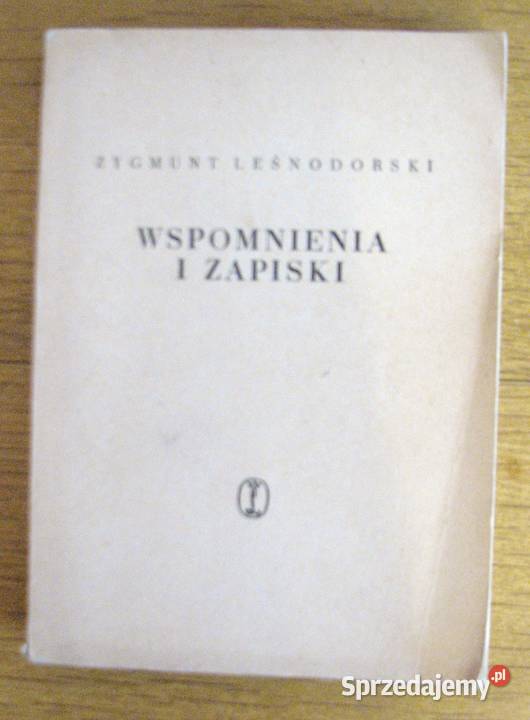 ZYGMUNT LEŚNODORSKI
WSPOMNIENIA
I ZAPISKI
Sprzedajemy.pl